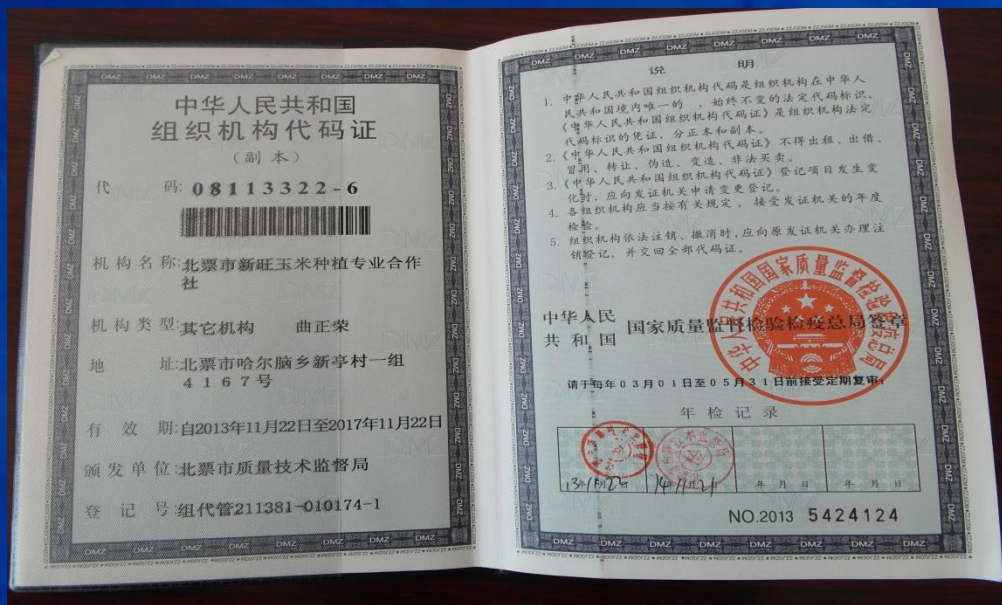 中华人民共和国
组织机构代码证
(副本)
代 码: 08113322-6
机构名称:北票市新旺玉米种植专业合作
社
机构类型:其它机构 曲正荣
地 址:北票市哈尔脑乡新亭村一组
4167号
有 效 期:自2013年11月22日至2017年11月22日
颁发单位:北票市质量技术监督局
登 记 号:组代管211381-010174-1
说 明
1. 中华人民共和国组织机构代码是组织机构在中华人
民共和国境内唯一的、始终不变的法定代码标识,
《中华人民共和国组织机构代码证》是组织机构法定
代码标识的凭证,分正本和副本。
2.《中华人民共和国组织机构代码证》不得出租、出借、
冒用、转让、伪造、变造、非法买卖。
3.《中华人民共和国组织机构代码证》登记项目发生变
化时,应向发证机关申请变更登记。
4. 各组织机构应当按有关规定,接受发证机关的年度
检验。
5. 组织机构依法注销、撤消时,应向原发证机关办理注
销登记,并交回全部代码证。
中华人民
共和国 国家质量监督检验检疫总局签章
中华人民共和国国家质量监督检验检疫总局
请于每年03月01日至05月31日前接受定期复审。
年检记录
年 月 日 年 月 日
NO.2013 5424124
DMZ